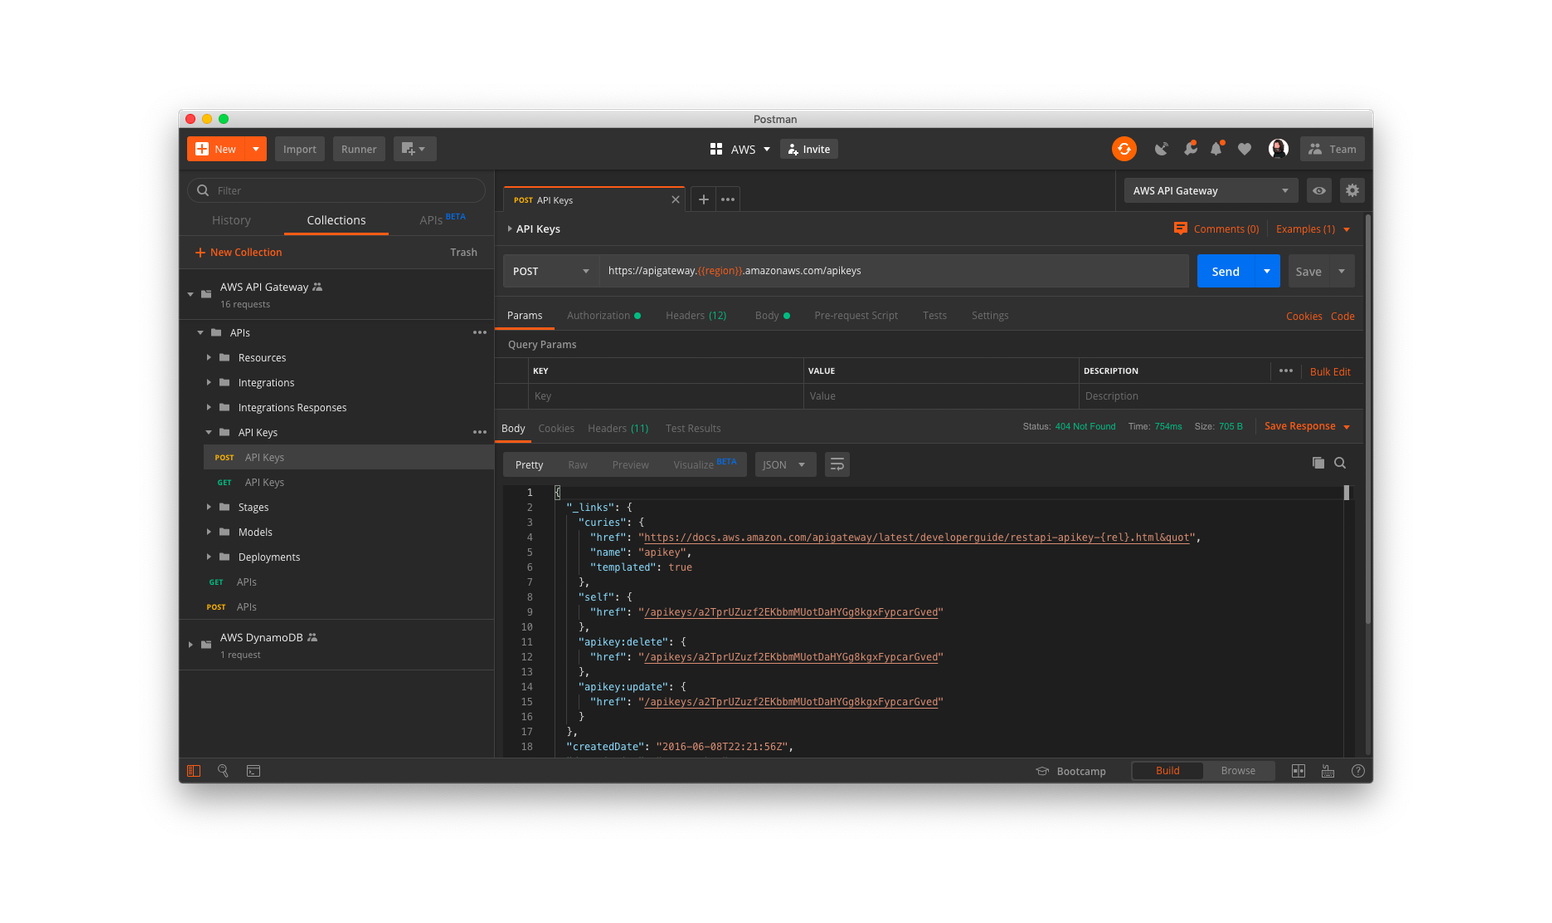 Postman
New Import Runner AWS Invite Team
Filter
History Collections APIs BETA
New Collection Trash
AWS API Gateway
16 requests
APIs
Resources
Integrations
Integrations Responses
API Keys
POST API Keys
GET API Keys
Stages
Models
Deployments
GET APIs
POST APIs
AWS DynamoDB
1 request
POST API Keys
AWS API Gateway
API Keys
Comments (0) Examples (1)
POST https://apigateway.{{region}}.amazonaws.com/apikeys Send Save
Params Authorization Headers (12) Body Pre-request Script Tests Settings Cookies Code
Query Params
KEY VALUE DESCRIPTION Bulk Edit
Key Value Description
Body Cookies Headers (11) Test Results Status: 404 Not Found Time: 754ms Size: 705 B Save Response
Pretty Raw Preview Visualize BETA JSON
1 {
2 "_links": {
3 "curies": {
4 "href": "https://docs.aws.amazon.com/apigateway/latest/developerguide/restapi-apikey-{rel}.html&quot",
5 "name": "apikey",
6 "templated": true
7 },
8 "self": {
9 "href": "/apikeys/a2TprUZuzf2EKbbmMUotDaHYGg8kgxFypcarGved"
10 },
11 "apikey:delete": {
12 "href": "/apikeys/a2TprUZuzf2EKbbmMUotDaHYGg8kgxFypcarGved"
13 },
14 "apikey:update": {
15 "href": "/apikeys/a2TprUZuzf2EKbbmMUotDaHYGg8kgxFypcarGved"
16 }
17 },
18 "createdDate": "2016-06-08T22:21:56Z",
Bootcamp Build Browse